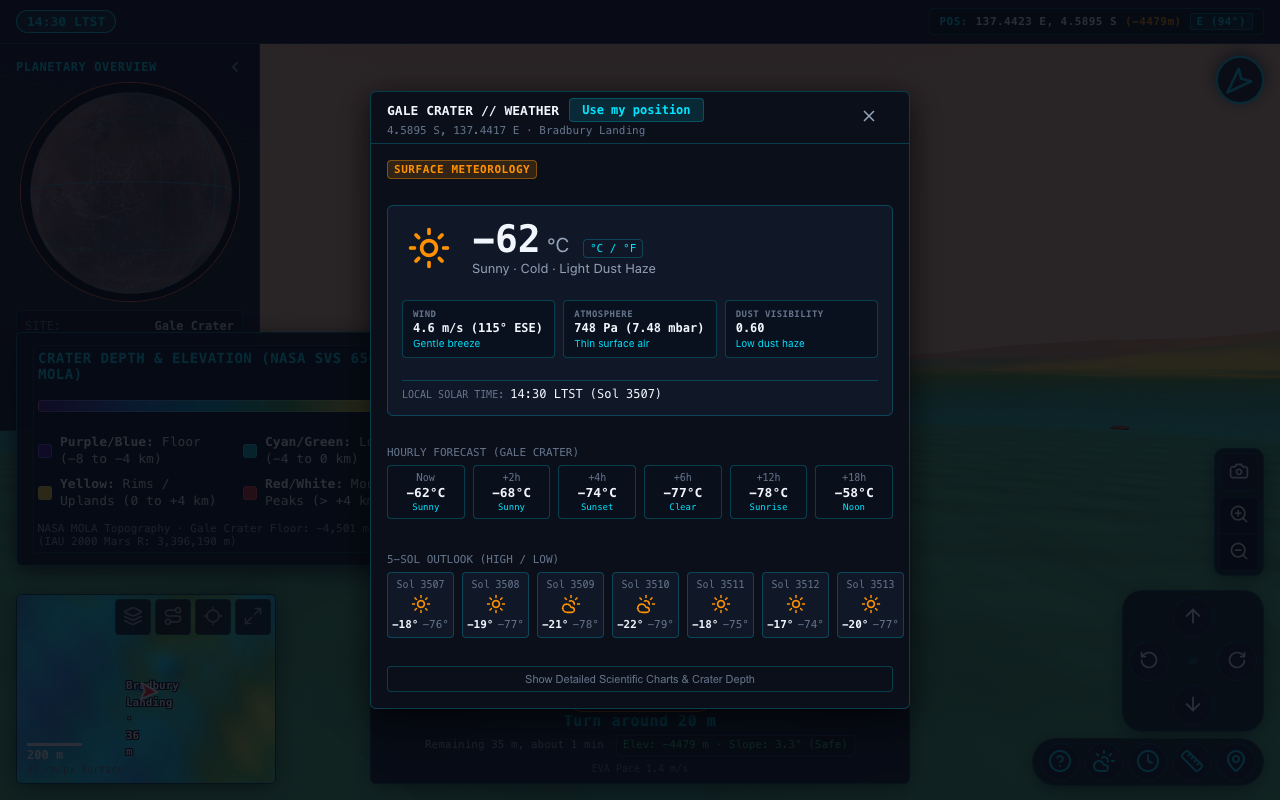 14:30 LTST
POS: 137.4423 E, 4.5895 S (−4479m) E (94°)
PLANETARY OVERVIEW
SITE: Gale Crater
CRATER DEPTH & ELEVATION (NASA SVS
MOLA)
Purple/Blue: Floor
(−8 to −4 km)
Cyan/Green:
(−4 to 0 km)
Yellow: Rims /
Uplands (0 to +4 km)
Red/White:
Peaks (> +4
NASA MOLA Topography · Gale Crater Floor: −4,501
(IAU 2000 Mars R: 3,396,190 m)
Bradbury
Landing
·
36
m
200 m
GALE CRATER // WEATHER
Use my position
4.5895 S, 137.4417 E · Bradbury Landing
SURFACE METEOROLOGY
−62 °C °C / °F
Sunny · Cold · Light Dust Haze
WIND
4.6 m/s (115° ESE)
Gentle breeze
ATMOSPHERE
748 Pa (7.48 mbar)
Thin surface air
DUST VISIBILITY
0.60
Low dust haze
LOCAL SOLAR TIME: 14:30 LTST (Sol 3507)
HOURLY FORECAST (GALE CRATER)
Now
−62°C
Sunny
+2h
−68°C
Sunny
+4h
−74°C
Sunset
+6h
−77°C
Clear
+12h
−78°C
Sunrise
+18h
−58°C
Noon
5−SOL OUTLOOK (HIGH / LOW)
Sol 3507
−18° −76°
Sol 3508
−19° −77°
Sol 3509
−21° −78°
Sol 3510
−22° −79°
Sol 3511
−18° −75°
Sol 3512
−17° −74°
Sol 3513
−20° −77°
Show Detailed Scientific Charts & Crater Depth
Turn around 20 m
Remaining 35 m, about 1 min
Elev: −4479 m · Slope: 3.3° (Safe)
EVA Pace 1.4 m/s